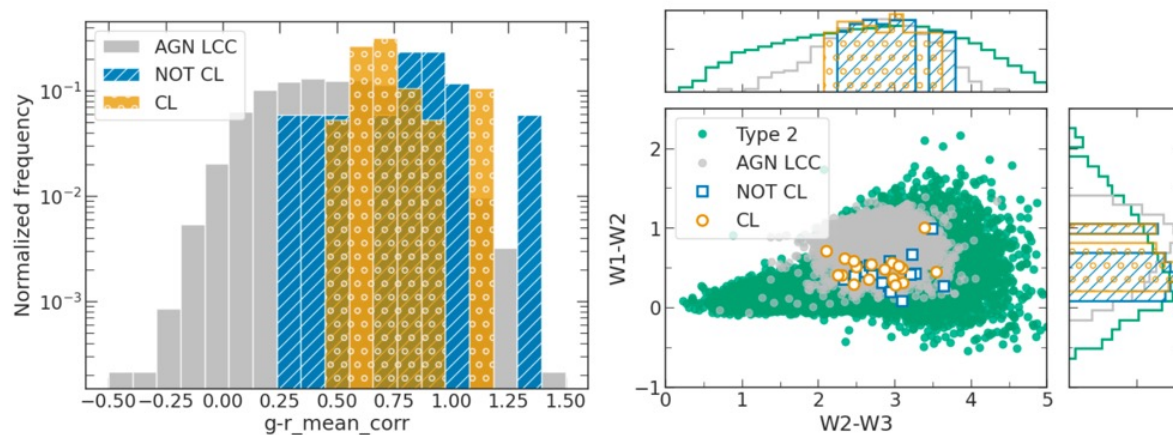 AGN LCC
NOT CL
CL
Normalized frequency
10⁻¹
10⁻²
10⁻³
−0.50 −0.25 0.00 0.25 0.50 0.75 1.00 1.25 1.50
g-r_mean_corr
Type 2
AGN LCC
NOT CL
CL
W1-W2
2
1
0
−1
0 1 2 3 4 5
W2-W3